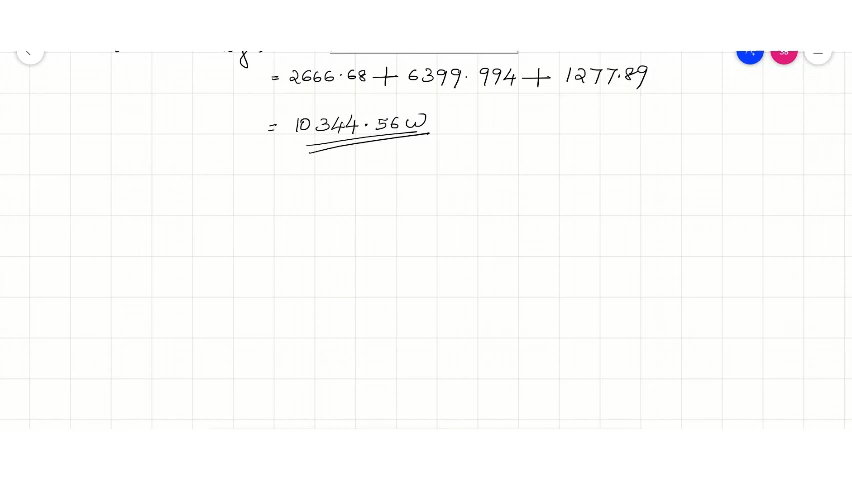 = 2666.68 + 6399.994 + 1277.89
= 10344.56 W